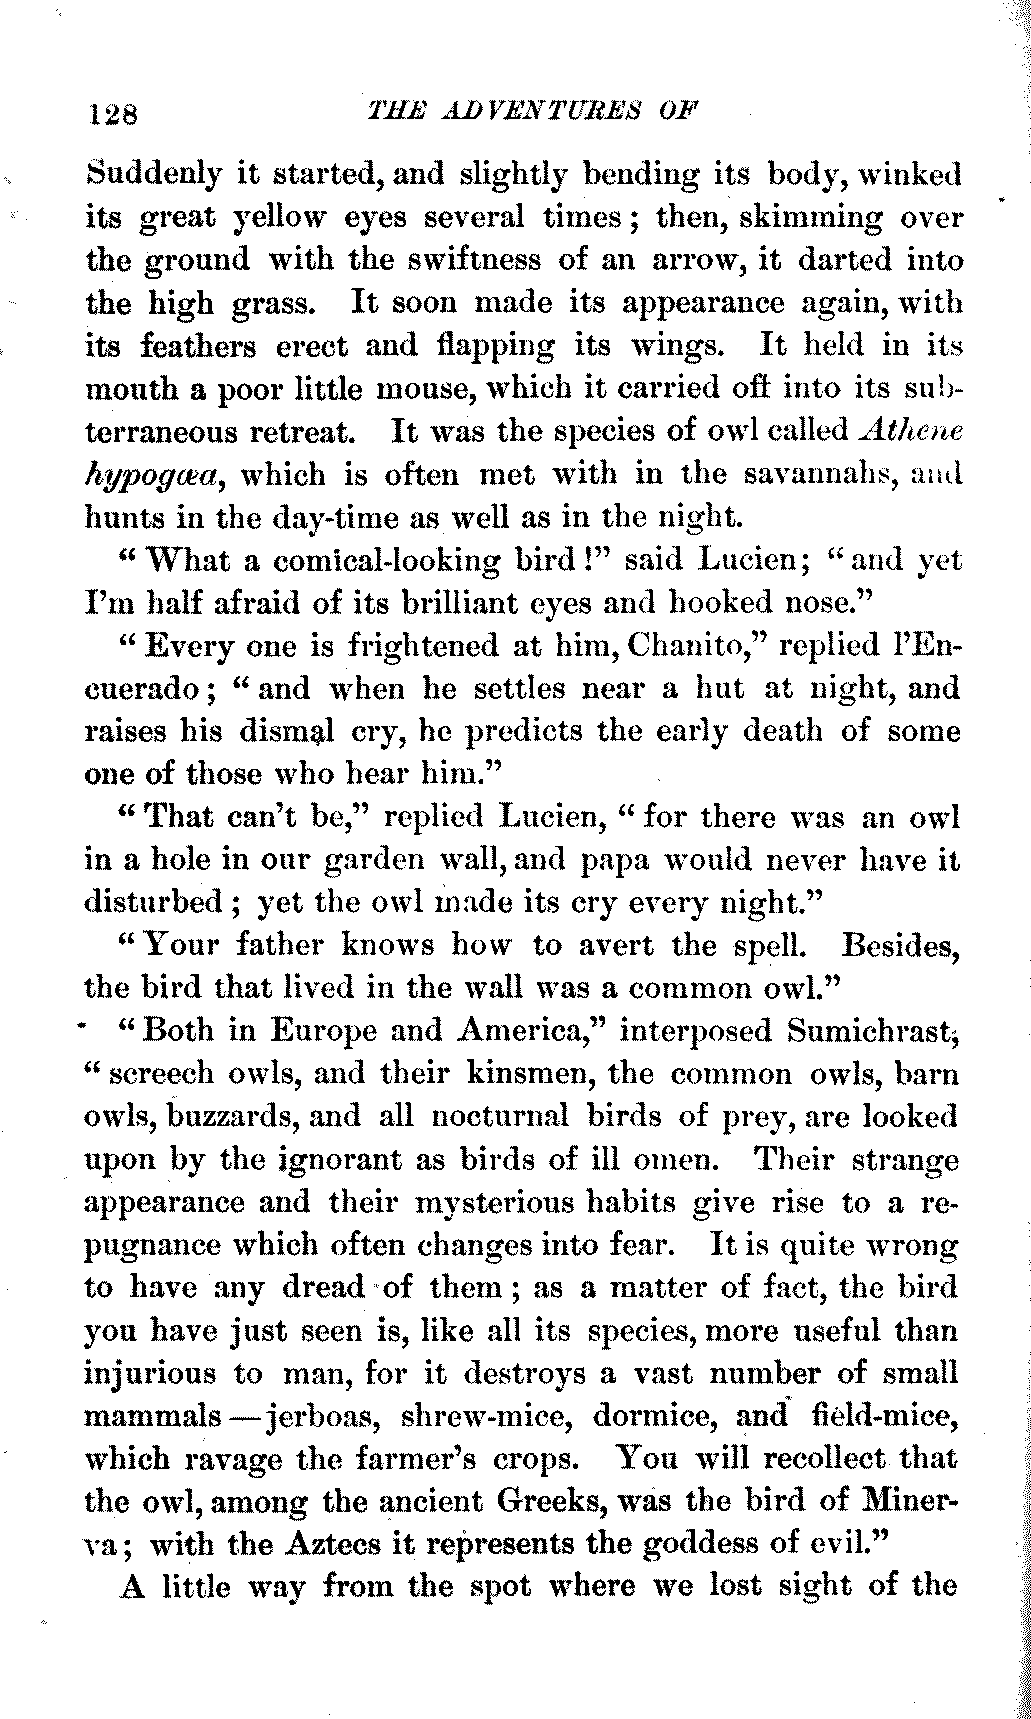 128 THE ADVENTURES OF
Suddenly it started, and slightly bending its body, winked
its great yellow eyes several times; then, skimming over
the ground with the swiftness of an arrow, it darted into
the high grass. It soon made its appearance again, with
its feathers erect and flapping its wings. It held in its
mouth a poor little mouse, which it carried off into its sub-
terraneous retreat. It was the species of owl called Athene
hypogœa, which is often met with in the savannahs, and
hunts in the day-time as well as in the night.
“What a comical-looking bird!” said Lucien; “and yet
I’m half afraid of its brilliant eyes and hooked nose.”
“Every one is frightened at him, Chanito,” replied l’En-
cuerado; “and when he settles near a hut at night, and
raises his dismal cry, he predicts the early death of some
one of those who hear him.”
“That can’t be,” replied Lucien, “for there was an owl
in a hole in our garden wall, and papa would never have it
disturbed; yet the owl made its cry every night.”
“Your father knows how to avert the spell. Besides,
the bird that lived in the wall was a common owl.”
“Both in Europe and America,” interposed Sumichrast,
“screech owls, and their kinsmen, the common owls, barn
owls, buzzards, and all nocturnal birds of prey, are looked
upon by the ignorant as birds of ill omen. Their strange
appearance and their mysterious habits give rise to a re-
pugnance which often changes into fear. It is quite wrong
to have any dread of them; as a matter of fact, the bird
you have just seen is, like all its species, more useful than
injurious to man, for it destroys a vast number of small
mammals—jerboas, shrew-mice, dormice, and field-mice,
which ravage the farmer’s crops. You will recollect that
the owl, among the ancient Greeks, was the bird of Miner-
va; with the Aztecs it represents the goddess of evil.”
A little way from the spot where we lost sight of the